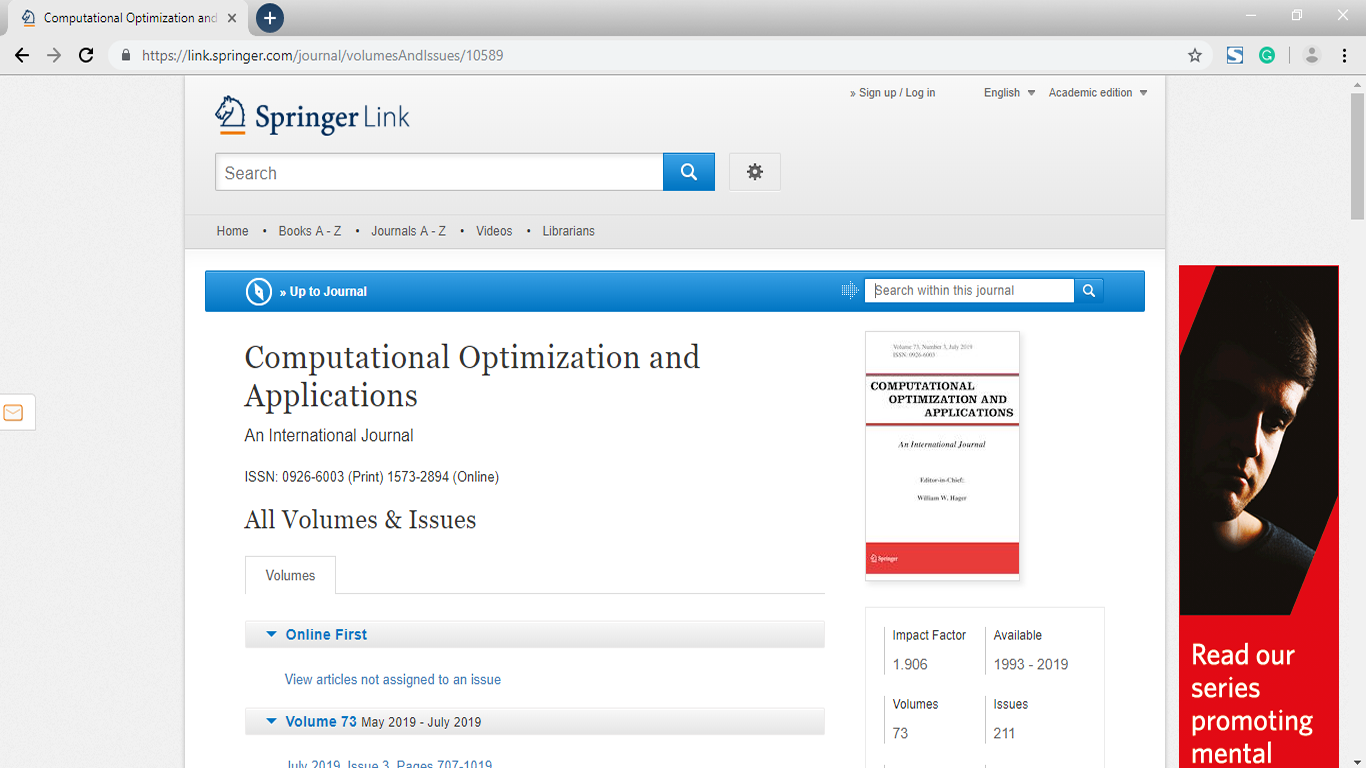 Computational Optimization and
https://link.springer.com/journal/volumesAndIssues/10589
» Sign up / Log in
English
Academic edition
Springer Link
Search
Home • Books A - Z • Journals A - Z • Videos • Librarians
» Up to Journal
Search within this journal
Computational Optimization and
Applications
An International Journal
ISSN: 0926-6003 (Print) 1573-2894 (Online)
All Volumes & Issues
Volumes
Online First
View articles not assigned to an issue
Volume 73 May 2019 - July 2019
July 2019, Issue 3, Pages 707-1019
Volume 73, Number 3, July 2019
ISSN: 0926-6003
COMPUTATIONAL
OPTIMIZATION AND
APPLICATIONS
An International Journal
Editor-in-Chief:
William W. Hager
Springer
Impact Factor
1.906
Available
1993 - 2019
Volumes
73
Issues
211
Read our
series
promoting
mental